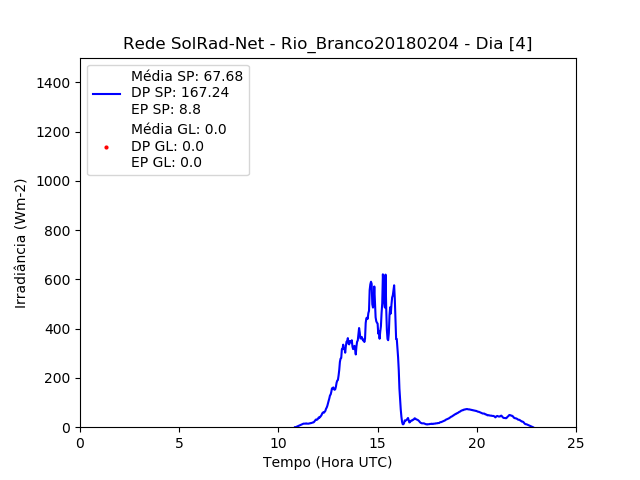 Rede SolRad-Net - Rio_Branco20180204 - Dia [4]
Média SP: 67.68
DP SP: 167.24
EP SP: 8.8
Média GL: 0.0
DP GL: 0.0
EP GL: 0.0
1400
1200
1000
800
600
400
200
0
Irradiância (Wm-2)
0 5 10 15 20 25
Tempo (Hora UTC)